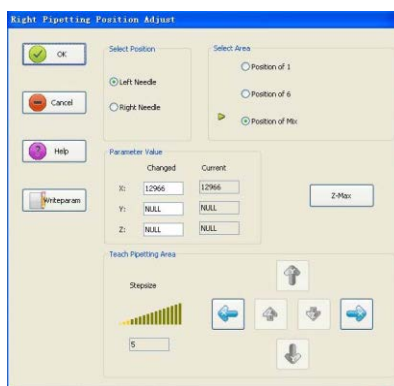 Right Pipetting Position Adjust
OK
Cancel
Help
Writeparam
Select Position
Left Needle
Right Needle
Select Area
Position of 1
Position of 6
Position of Mix
Parameter Value
Changed Current
X: 12966 12966
Y: NULL NULL
Z: NULL NULL
Z-Max
Teach Pipetting Area
Stepsize
5